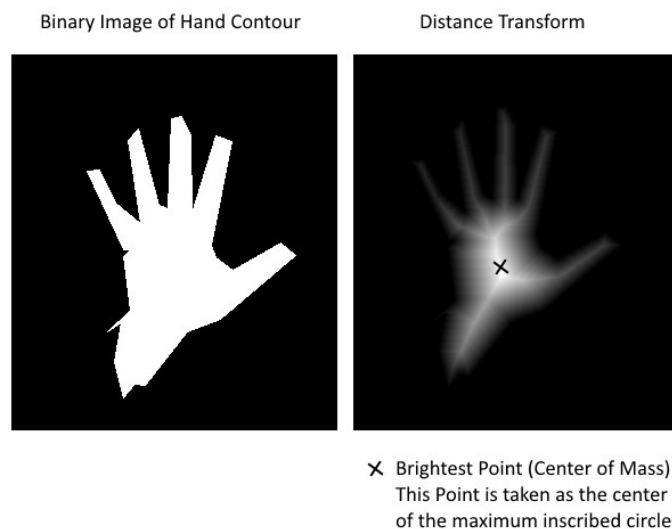 Binary Image of Hand Contour
Distance Transform
Brightest Point (Center of Mass)
This Point is taken as the center
of the maximum inscribed circle